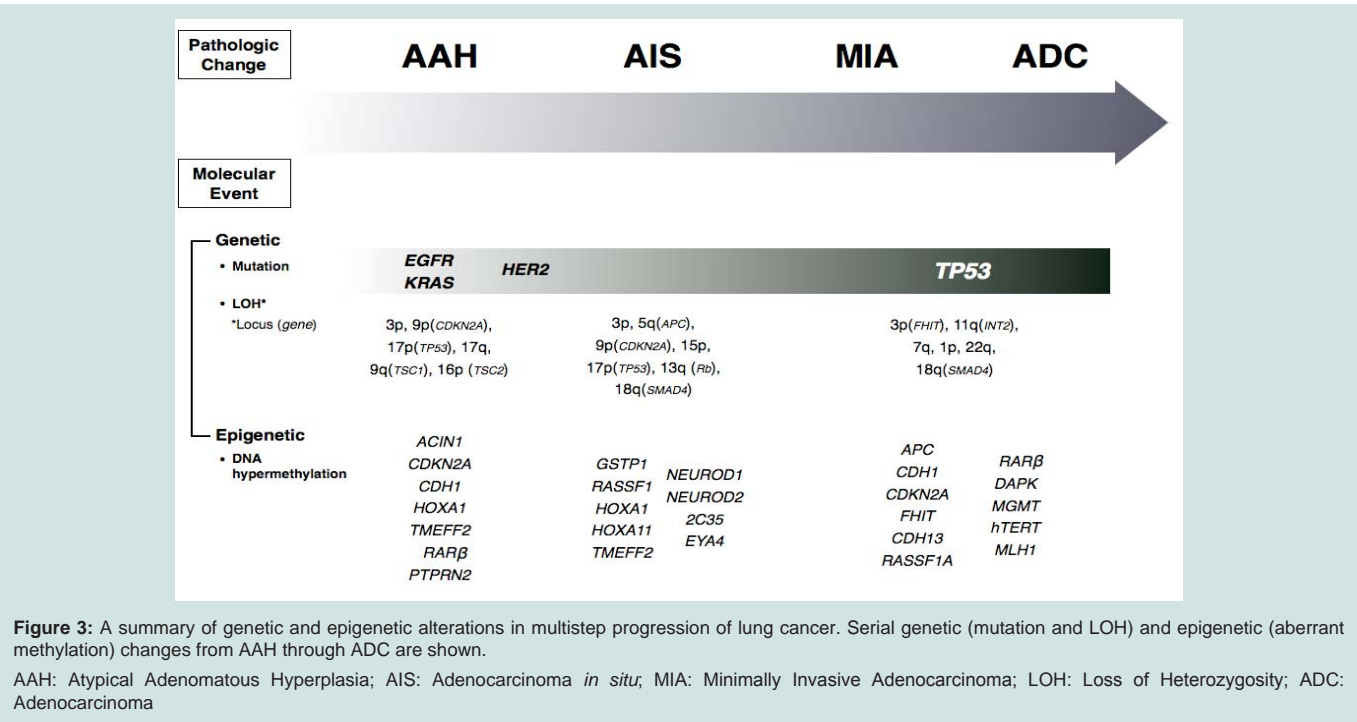 Pathologic
Change
AAH AIS MIA ADC
Molecular
Event
Genetic
• Mutation
EGFR
KRAS
HER2
TP53
• LOH*
*Locus (gene)
3p, 9p(CDKN2A),
17p(TP53), 17q,
9q(TSC1), 16p (TSC2)
3p, 5q(APC),
9p(CDKN2A), 15p,
17p(TP53), 13q (Rb),
18q(SMAD4)
3p(FHIT), 11q(INT2),
7q, 1p, 22q,
18q(SMAD4)
Epigenetic
• DNA
hypermethylation
ACIN1
CDKN2A
CDH1
HOXA1
TMEFF2
RARβ
PTPRN2
GSTP1
RASSF1
HOXA1
HOXA11
TMEFF2
NEUROD1
NEUROD2
2C35
EYA4
APC
CDH1
CDKN2A
FHIT
CDH13
RASSF1A
RARβ
DAPK
MGMT
hTERT
MLH1
Figure 3: A summary of genetic and epigenetic alterations in multistep progression of lung cancer. Serial genetic (mutation and LOH) and epigenetic (aberrant
methylation) changes from AAH through ADC are shown.
AAH: Atypical Adenomatous Hyperplasia; AIS: Adenocarcinoma in situ; MIA: Minimally Invasive Adenocarcinoma; LOH: Loss of Heterozygosity; ADC:
Adenocarcinoma